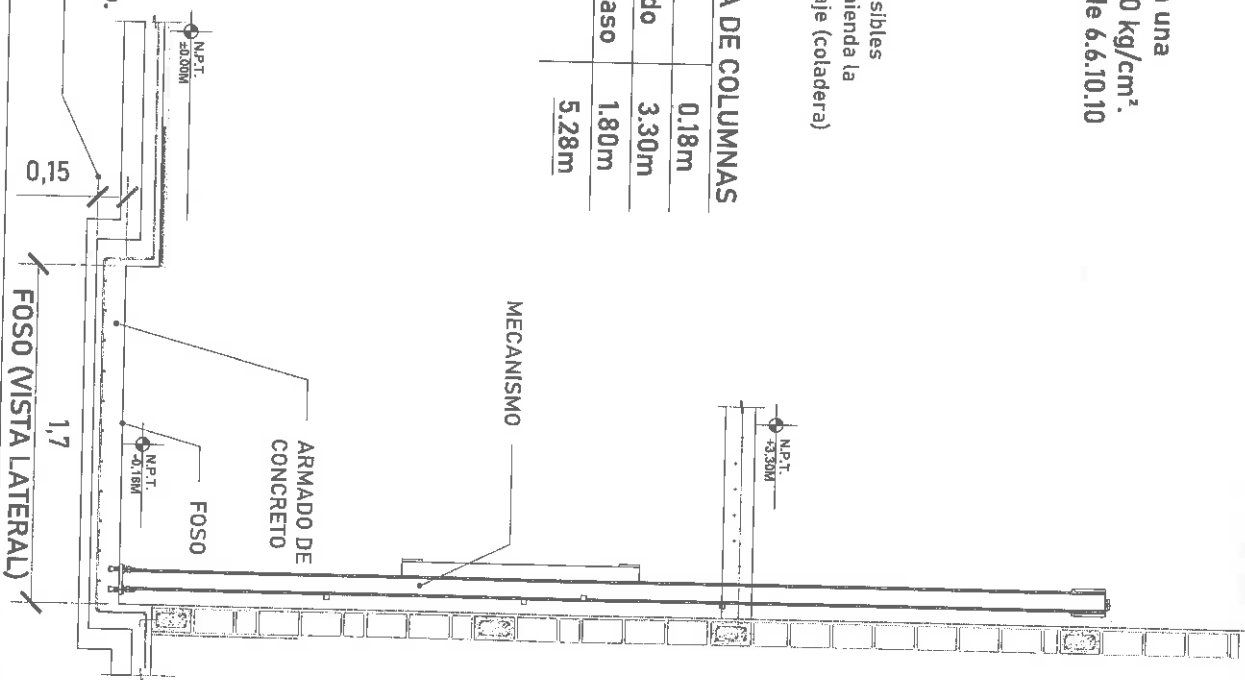 una
0 kg/cm².
le 6.6.10.10
sibles
mienda la
aje (coladera)
A DE COLUMNAS
0.18m
do 3.30m
aso 1.80m
5.28m
N.P.T.
±0.00M
0,15
N.P.T.
+3.30M
MECANISMO
ARMADO DE
CONCRETO
FOSO
N.P.T.
-0.18M
1,7
FOSO (VISTA LATERAL)